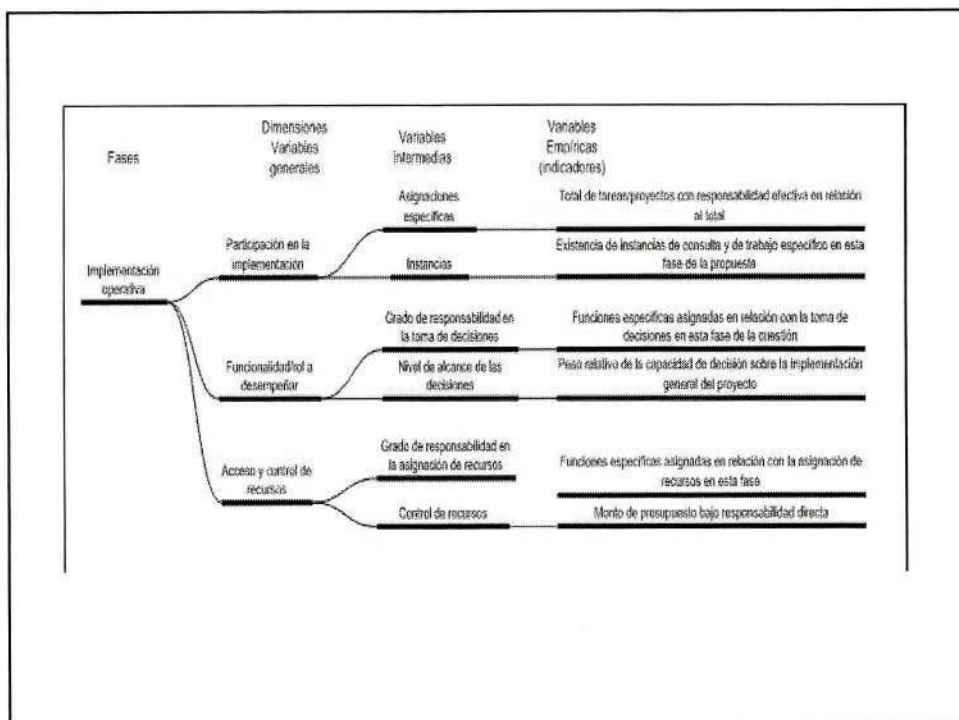 Fases
Dimensiones
Variables
generales
Variables
intermedias
Variables
Empíricas
(indicadores)
Implementación
operativa
Participación en la
implementación
Asignaciones
específicas
Total de tareas/proyectos con responsabilidad efectiva en relación
al total
Instancias
Existencia de instancias de consulta y de trabajo específico en esta
fase de la propuesta
Funcionalidad/rol a
desempeñar
Grado de responsabilidad en
la toma de decisiones
Funciones específicas asignadas en relación con la toma de
decisiones en esta fase de la cuestión
Nivel de alcance de las
decisiones
Peso relativo de la capacidad de decisión sobre la implementación
general del proyecto
Acceso y control de
recursos
Grado de responsabilidad en
la asignación de recursos
Funciones específicas asignadas en relación con la asignación de
recursos en esta fase
Control de recursos
Monto de presupuesto bajo responsabilidad directa